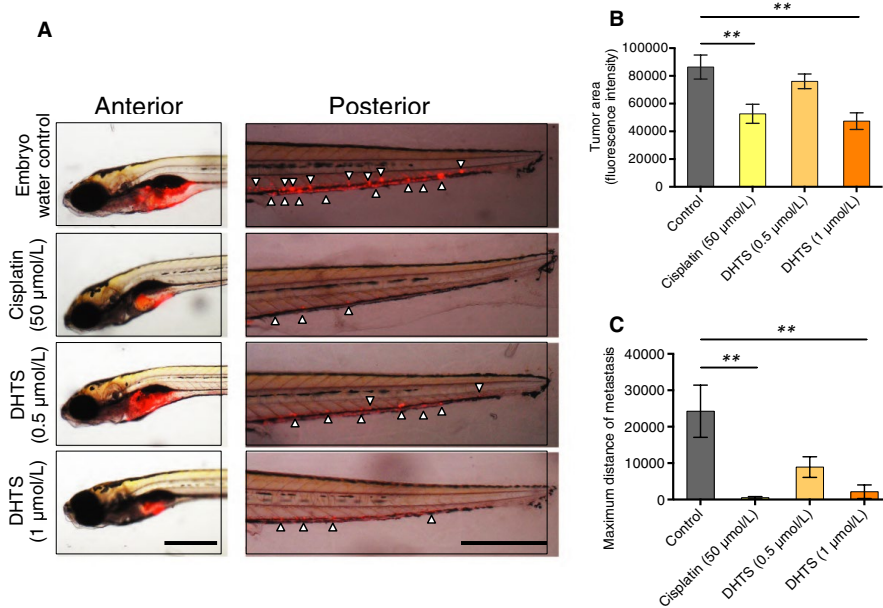 A
Anterior
Posterior
Embryo
water control
Cisplatin
(50 μmol/L)
DHTS
(0.5 μmol/L)
DHTS
(1 μmol/L)
B
**
**
Tumor area
(fluorescence intensity)
100000
80000
60000
40000
20000
0
Control
Cisplatin (50 μmol/L)
DHTS (0.5 μmol/L)
DHTS (1 μmol/L)
C
**
**
Maximum distance of metastasis
40000
30000
20000
10000
0
Control
Cisplatin (50 μmol/L)
DHTS (0.5 μmol/L)
DHTS (1 μmol/L)